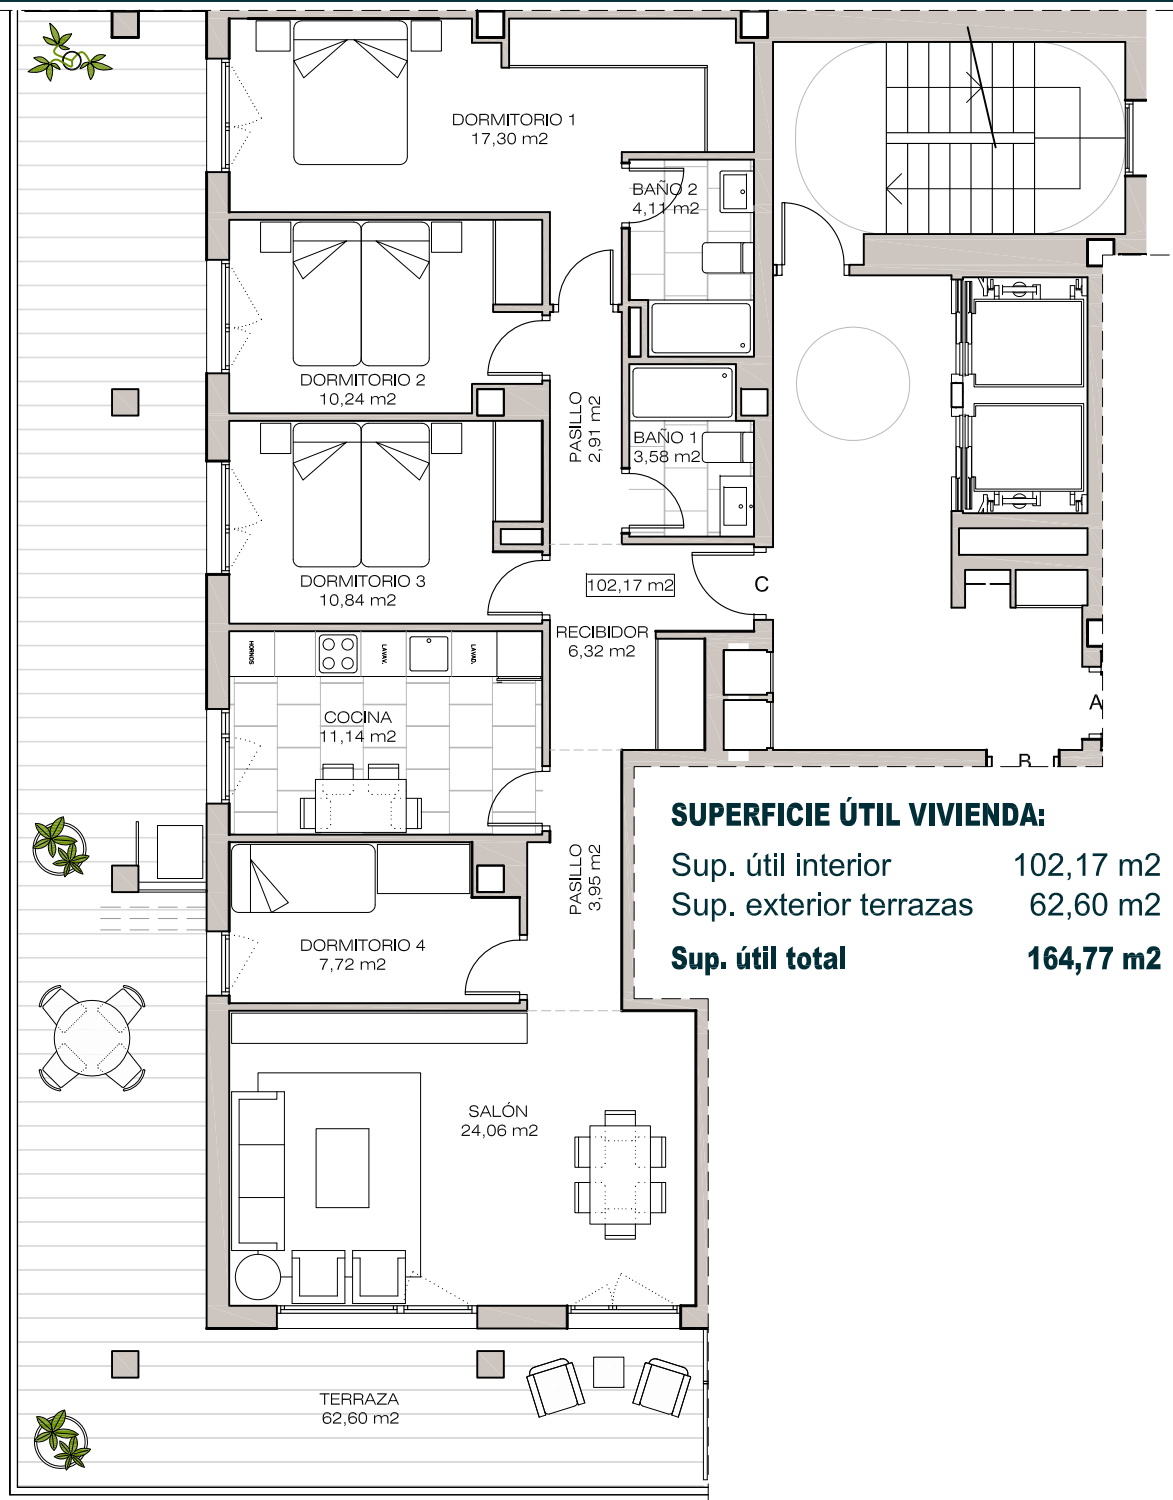 DORMITORIO 1
17,30 m2
BAÑO 2
4,11 m2
DORMITORIO 2
10,24 m2
PASILLO
2,91 m2
BAÑO 1
3,58 m2
DORMITORIO 3
10,84 m2
102,17 m2
C
RECIBIDOR
6,32 m2
HORNOS
LAVAV.
LAVAD.
COCINA
11,14 m2
A
B
SUPERFICIE ÚTIL VIVIENDA:
Sup. útil interior 102,17 m2
Sup. exterior terrazas 62,60 m2
Sup. útil total 164,77 m2
PASILLO
3,95 m2
DORMITORIO 4
7,72 m2
SALÓN
24,06 m2
TERRAZA
62,60 m2